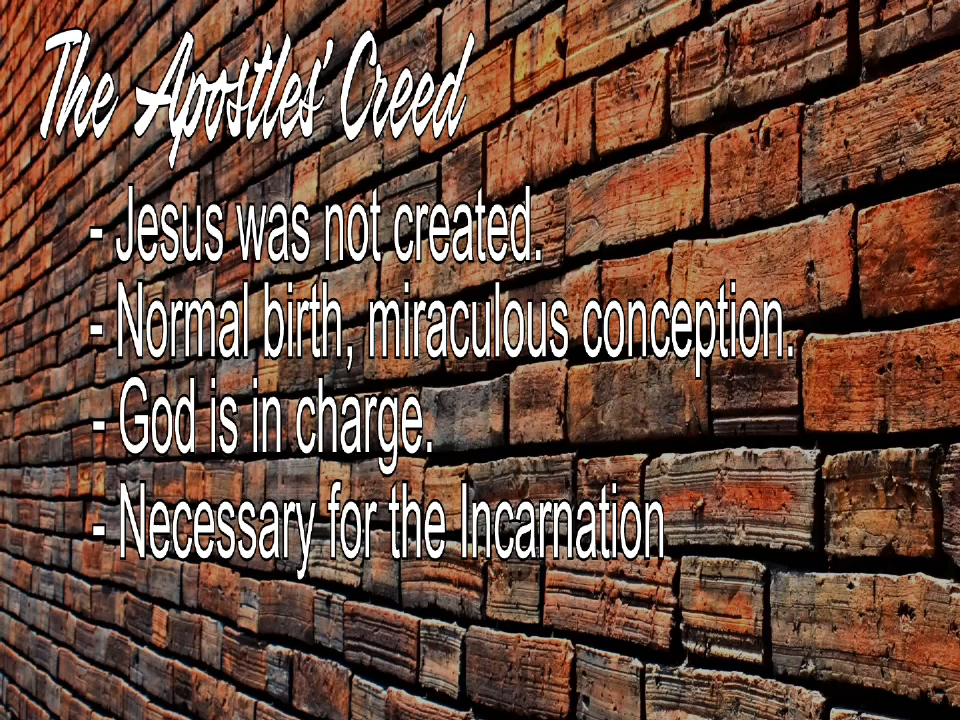 The Apostles' Creed
- Jesus was not created.
- Normal birth, miraculous conception.
- God is in charge.
- Necessary for the Incarnation